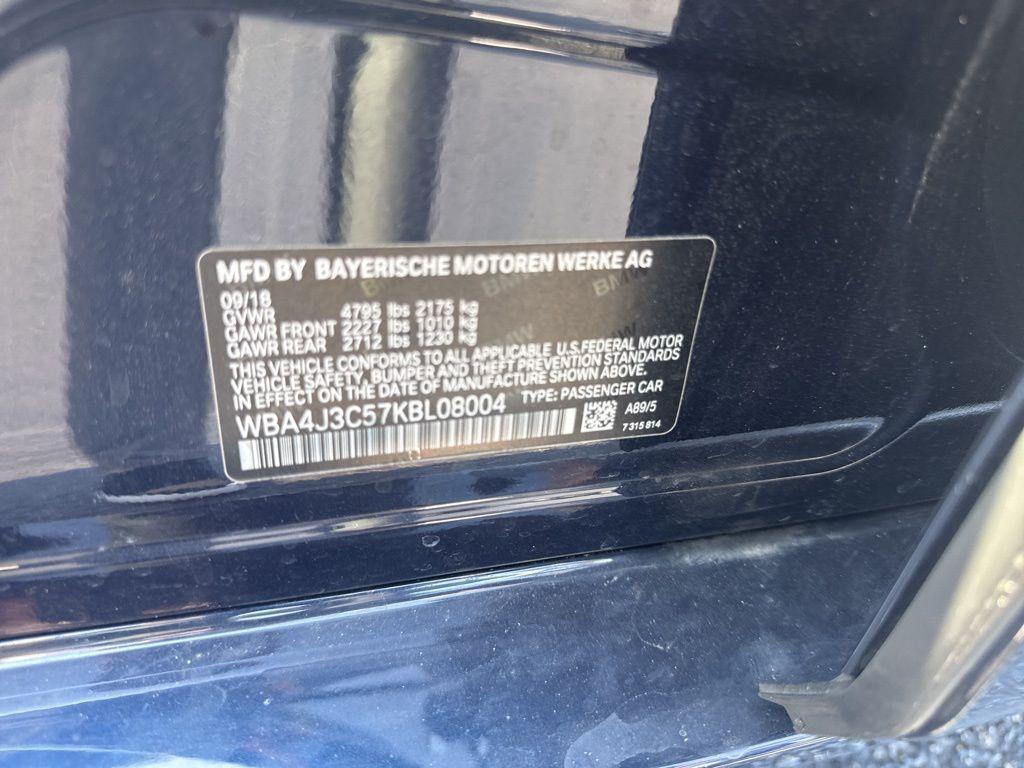 MFD BY BAYERISCHE MOTOREN WERKE AG
09/18
GVWR 4795 lbs 2175 kg
GAWR FRONT 2227 lbs 1010 kg
GAWR REAR 2712 lbs 1230 kg
THIS VEHICLE CONFORMS TO ALL APPLICABLE U.S. FEDERAL MOTOR
VEHICLE SAFETY, BUMPER AND THEFT PREVENTION STANDARDS
IN EFFECT ON THE DATE OF MANUFACTURE SHOWN ABOVE.
WBA4J3C57KBL08004 TYPE: PASSENGER CAR
A89/5
7 315 814